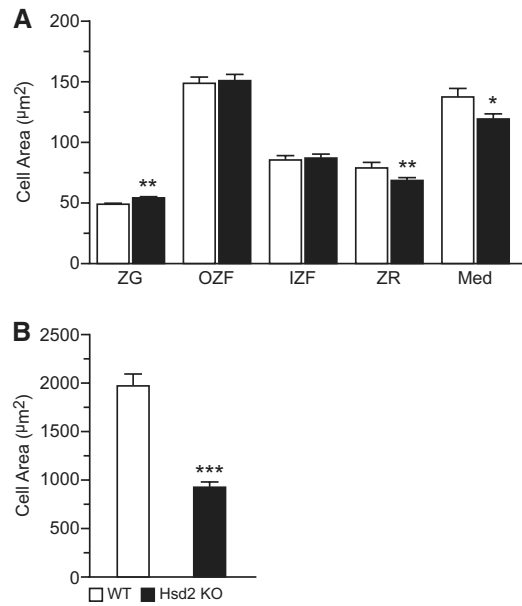 A
Cell Area (µm2)
200
150
100
50
0
**
**
*
ZG OZF IZF ZR Med
B
Cell Area (µm2)
2500
2000
1500
1000
500
0
***
WT Hsd2 KO